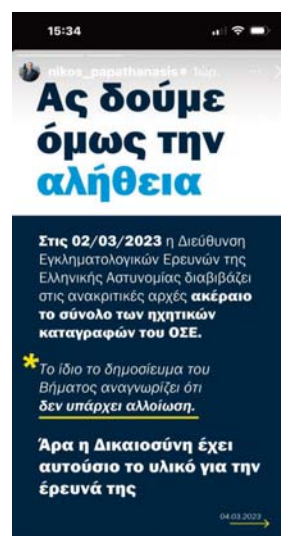 15:34
nikos_papathanasis 1ώρ.
Ας δούμε
όμως την
αλήθεια
Στις 02/03/2023 η Διεύθυνση
Εγκληματολογικών Ερευνών της
Ελληνικής Αστυνομίας διαβιβάζει
στις ανακριτικές αρχές ακέραιο
το σύνολο των ηχητικών
καταγραφών του ΟΣΕ.
*Το ίδιο το δημοσίευμα του
Βήματος αναγνωρίζει ότι
δεν υπάρχει αλλοίωση.
Άρα η Δικαιοσύνη έχει
αυτούσιο το υλικό για την
έρευνά της
04.03.2023